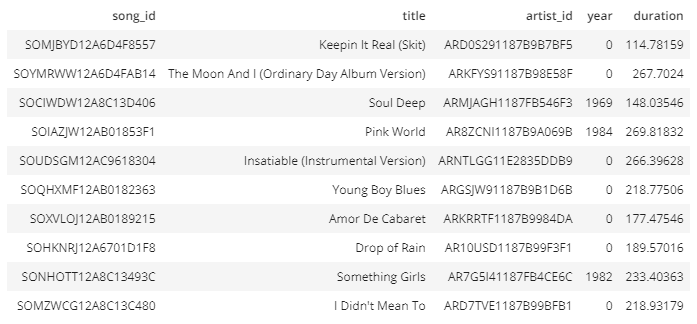 song_id title artist_id year duration
SOMJBYD12A6D4F8557 Keepin It Real (Skit) ARD0S291187B9B7BF5 0 114.78159
SOYMRWW12A6D4FAB14 The Moon And I (Ordinary Day Album Version) ARKFYS91187B98E58F 0 267.7024
SOCIWDW12A8C13D406 Soul Deep ARMJAGH1187FB546F3 1969 148.03546
SOIAZJW12AB01853F1 Pink World AR8ZCNI1187B9A069B 1984 269.81832
SOUDSGM12AC9618304 Insatiable (Instrumental Version) ARNTLGG11E2835DDB9 0 266.39628
SOQHXMF12AB0182363 Young Boy Blues ARGSJW91187B9B1D6B 0 218.77506
SOXVLOJ12AB0189215 Amor De Cabaret ARKRRTF1187B9984DA 0 177.47546
SOHKNRJ12A6701D1F8 Drop of Rain AR10USD1187B99F3F1 0 189.57016
SONHOTT12A8C13493C Something Girls AR7G5I41187FB4CE6C 1982 233.40363
SOMZWCG12A8C13C480 I Didn't Mean To ARD7TVE1187B99BFB1 0 218.93179